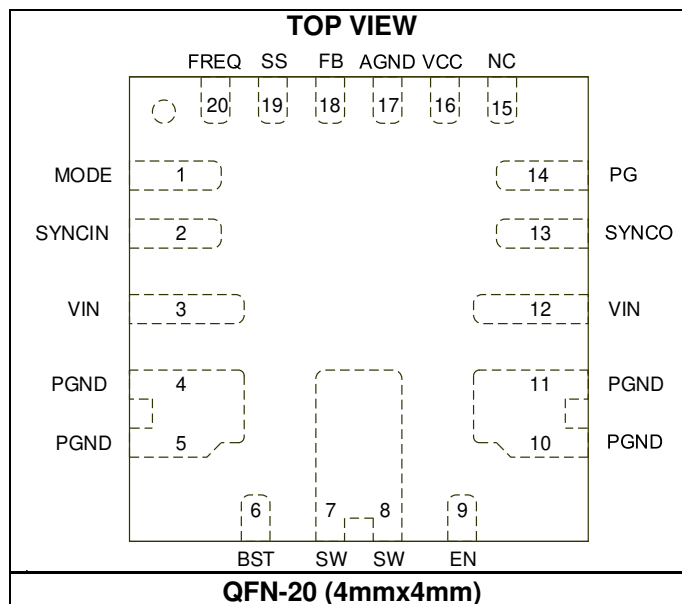 TOP VIEW
FREQ SS FB AGND VCC NC
20 19 18 17 16 15
MODE 1 14 PG
SYNCIN 2 13 SYNCO
VIN 3 12 VIN
PGND 4 11 PGND
PGND 5 10 PGND
6 7 8 9
BST SW SW EN
QFN-20 (4mmx4mm)